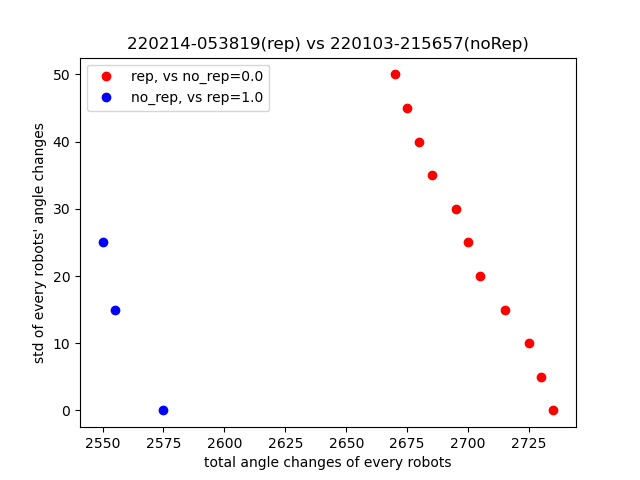 220214-053819(rep) vs 220103-215657(noRep)
rep, vs no_rep=0.0
no_rep, vs rep=1.0
std of every robots' angle changes
50
40
30
20
10
0
2550 2575 2600 2625 2650 2675 2700 2725
total angle changes of every robots